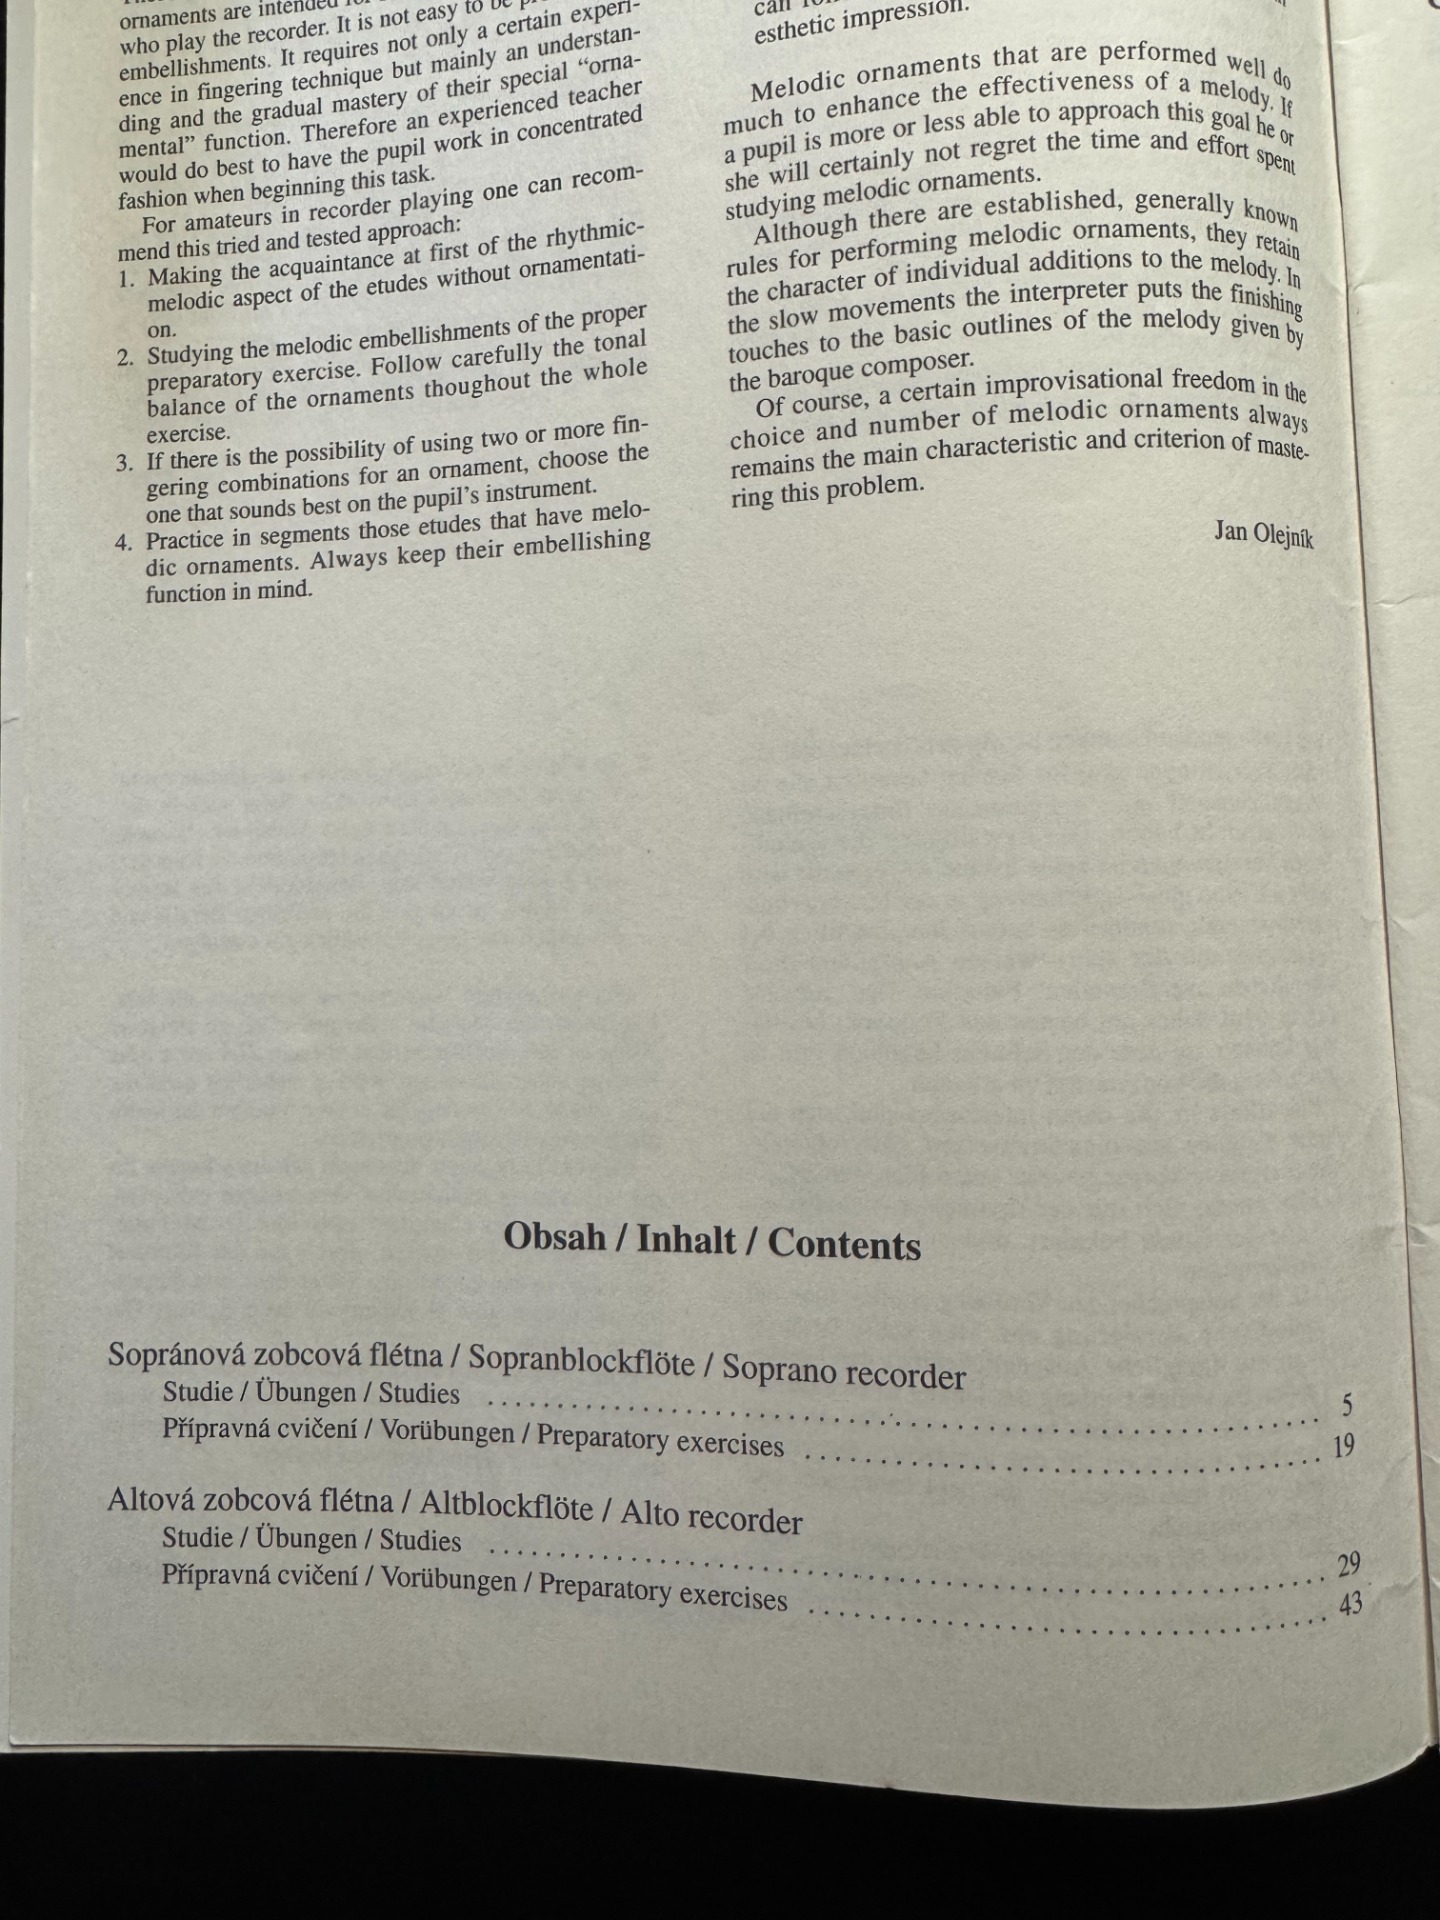 ornaments are intended
who play the recorder. It is not easy to be
embellishments. It requires not only a certain experi-
ence in fingering technique but mainly an understan-
ding and the gradual mastery of their special “orna-
mental” function. Therefore an experienced teacher
would do best to have the pupil work in concentrated
fashion when beginning this task.
For amateurs in recorder playing one can recom-
mend this tried and tested approach:
1. Making the acquaintance at first of the rhythmic-
melodic aspect of the etudes without ornamentati-
on.
2. Studying the melodic embellishments of the proper
preparatory exercise. Follow carefully the tonal
balance of the ornaments thoughout the whole
exercise.
3. If there is the possibility of using two or more fin-
gering combinations for an ornament, choose the
one that sounds best on the pupil’s instrument.
4. Practice in segments those etudes that have melo-
dic ornaments. Always keep their embellishing
function in mind.
can
esthetic impression.
Melodic ornaments that are performed well do
much to enhance the effectiveness of a melody. If
a pupil is more or less able to approach this goal he or
she will certainly not regret the time and effort spent
studying melodic ornaments.
Although there are established, generally known
rules for performing melodic ornaments, they retain
the character of individual additions to the melody. In
the slow movements the interpreter puts the finishing
touches to the basic outlines of the melody given by
the baroque composer.
Of course, a certain improvisational freedom in the
choice and number of melodic ornaments always
remains the main characteristic and criterion of maste-
ring this problem.
Jan Olejník
Obsah / Inhalt / Contents
Sopránová zobcová flétna / Sopranblockflöte / Soprano recorder
Studie / Übungen / Studies ........................................ 5
Přípravná cvičení / Vorübungen / Preparatory exercises ........................................ 19
Altová zobcová flétna / Altblockflöte / Alto recorder
Studie / Übungen / Studies ........................................ 29
Přípravná cvičení / Vorübungen / Preparatory exercises ........................................ 43